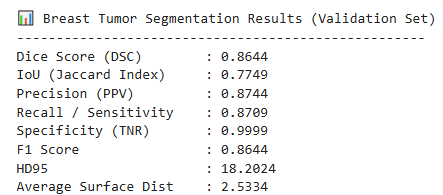 📊 Breast Tumor Segmentation Results (Validation Set)
----------------------------------------------------
Dice Score (DSC)         : 0.8644
IoU (Jaccard Index)      : 0.7749
Precision (PPV)          : 0.8744
Recall / Sensitivity     : 0.8709
Specificity (TNR)        : 0.9999
F1 Score                 : 0.8644
HD95                     : 18.2024
Average Surface Dist     : 2.5334